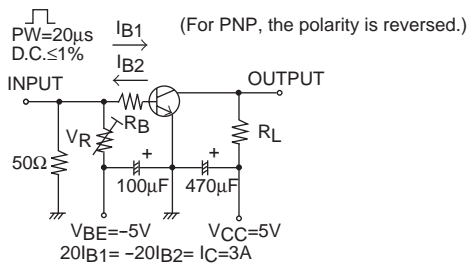 PW=20μs
D.C.≤1%
IB1
(For PNP, the polarity is reversed.)
IB2
INPUT
OUTPUT
VR
RB
RL
50Ω
+
+
100μF
470μF
VBE=−5V
VCC=5V
20IB1= −20IB2= IC=3A